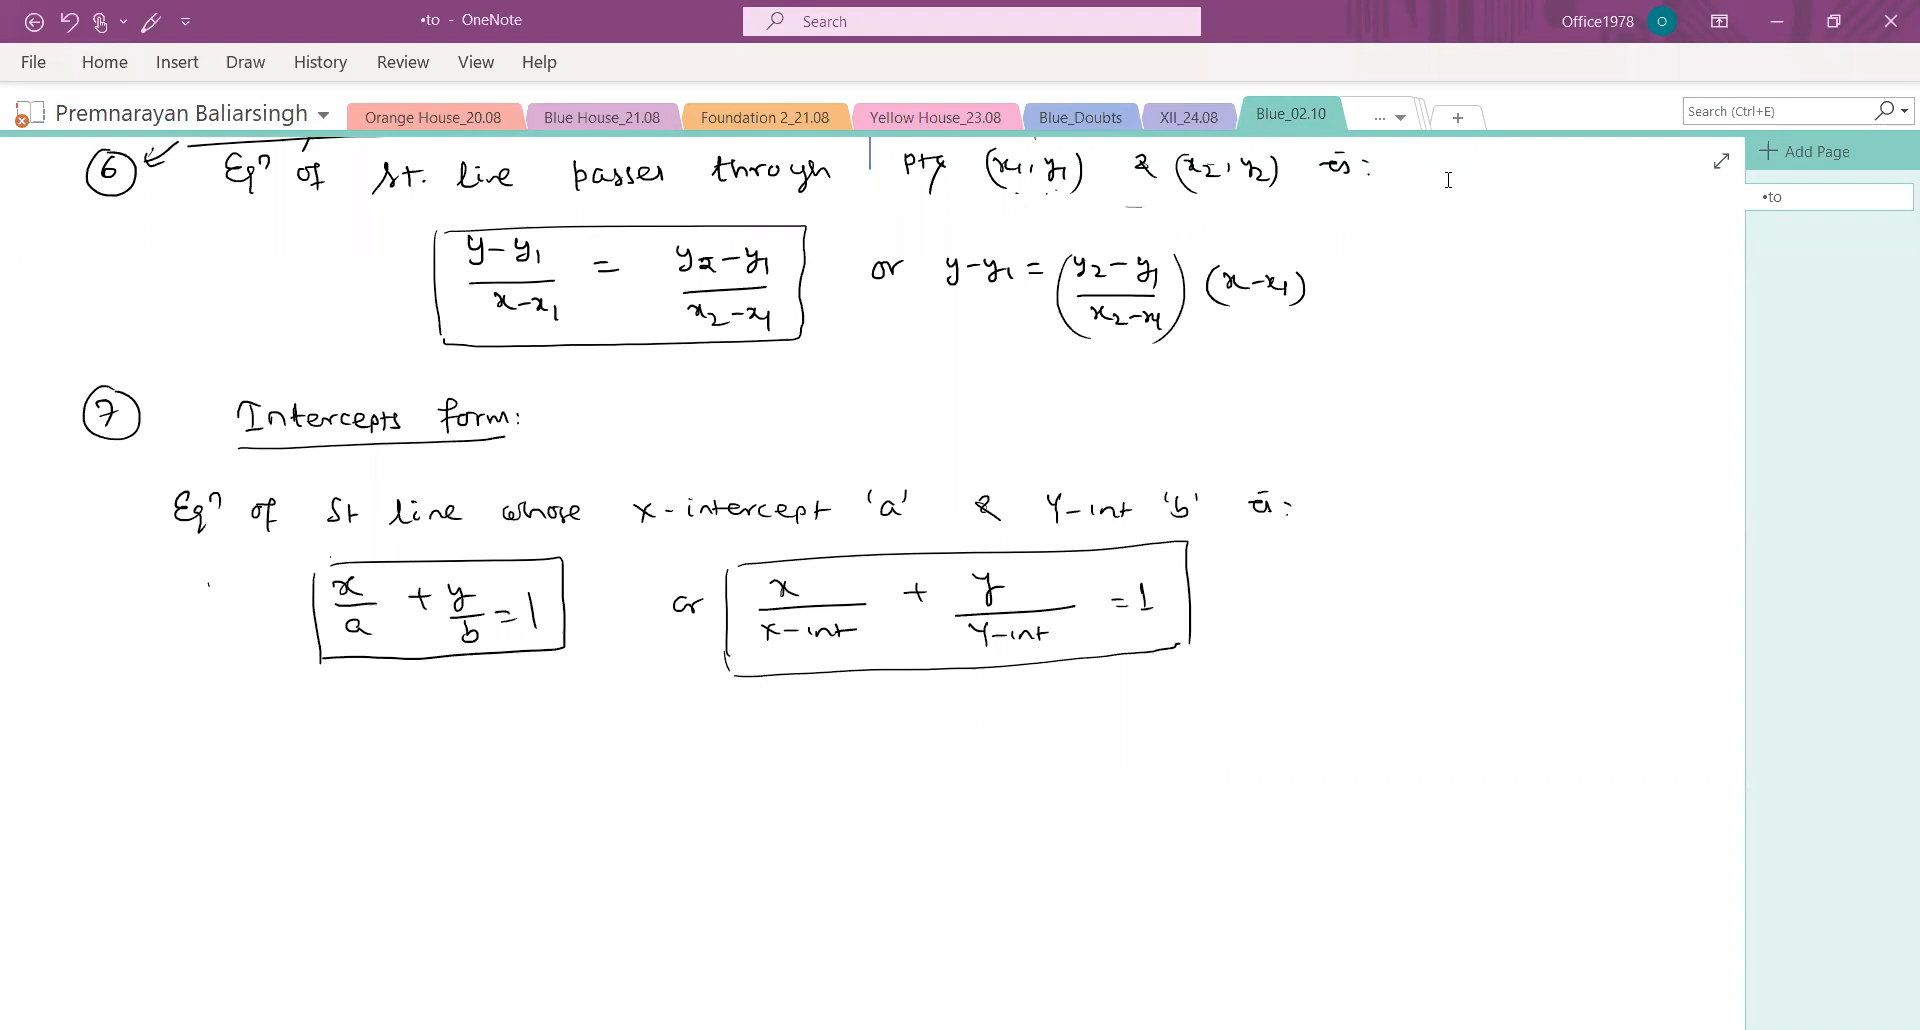 •to - OneNote
Search
Office1978
O
File Home Insert Draw History Review View Help
Premnarayan Baliarsingh
Orange House_20.08
Blue House_21.08
Foundation 2_21.08
Yellow House_23.08
Blue_Doubts
XII_24.08
Blue_02.10
...
+
Search (Ctrl+E)
+ Add Page
•to
⑥ Eqⁿ of st. line passes through pts (x₁, y₁) & (x₂, y₂) is:
(y-y₁)/(x-x₁) = (y₂-y₁)/(x₂-x₁) or y-y₁ = ((y₂-y₁)/(x₂-x₁)) (x-x₁)
⑦ Intercepts form:
Eqⁿ of St line whose x-intercept 'a' & Y-int 'b' is:
x/a + y/b = 1 or x/x-int + y/Y-int = 1